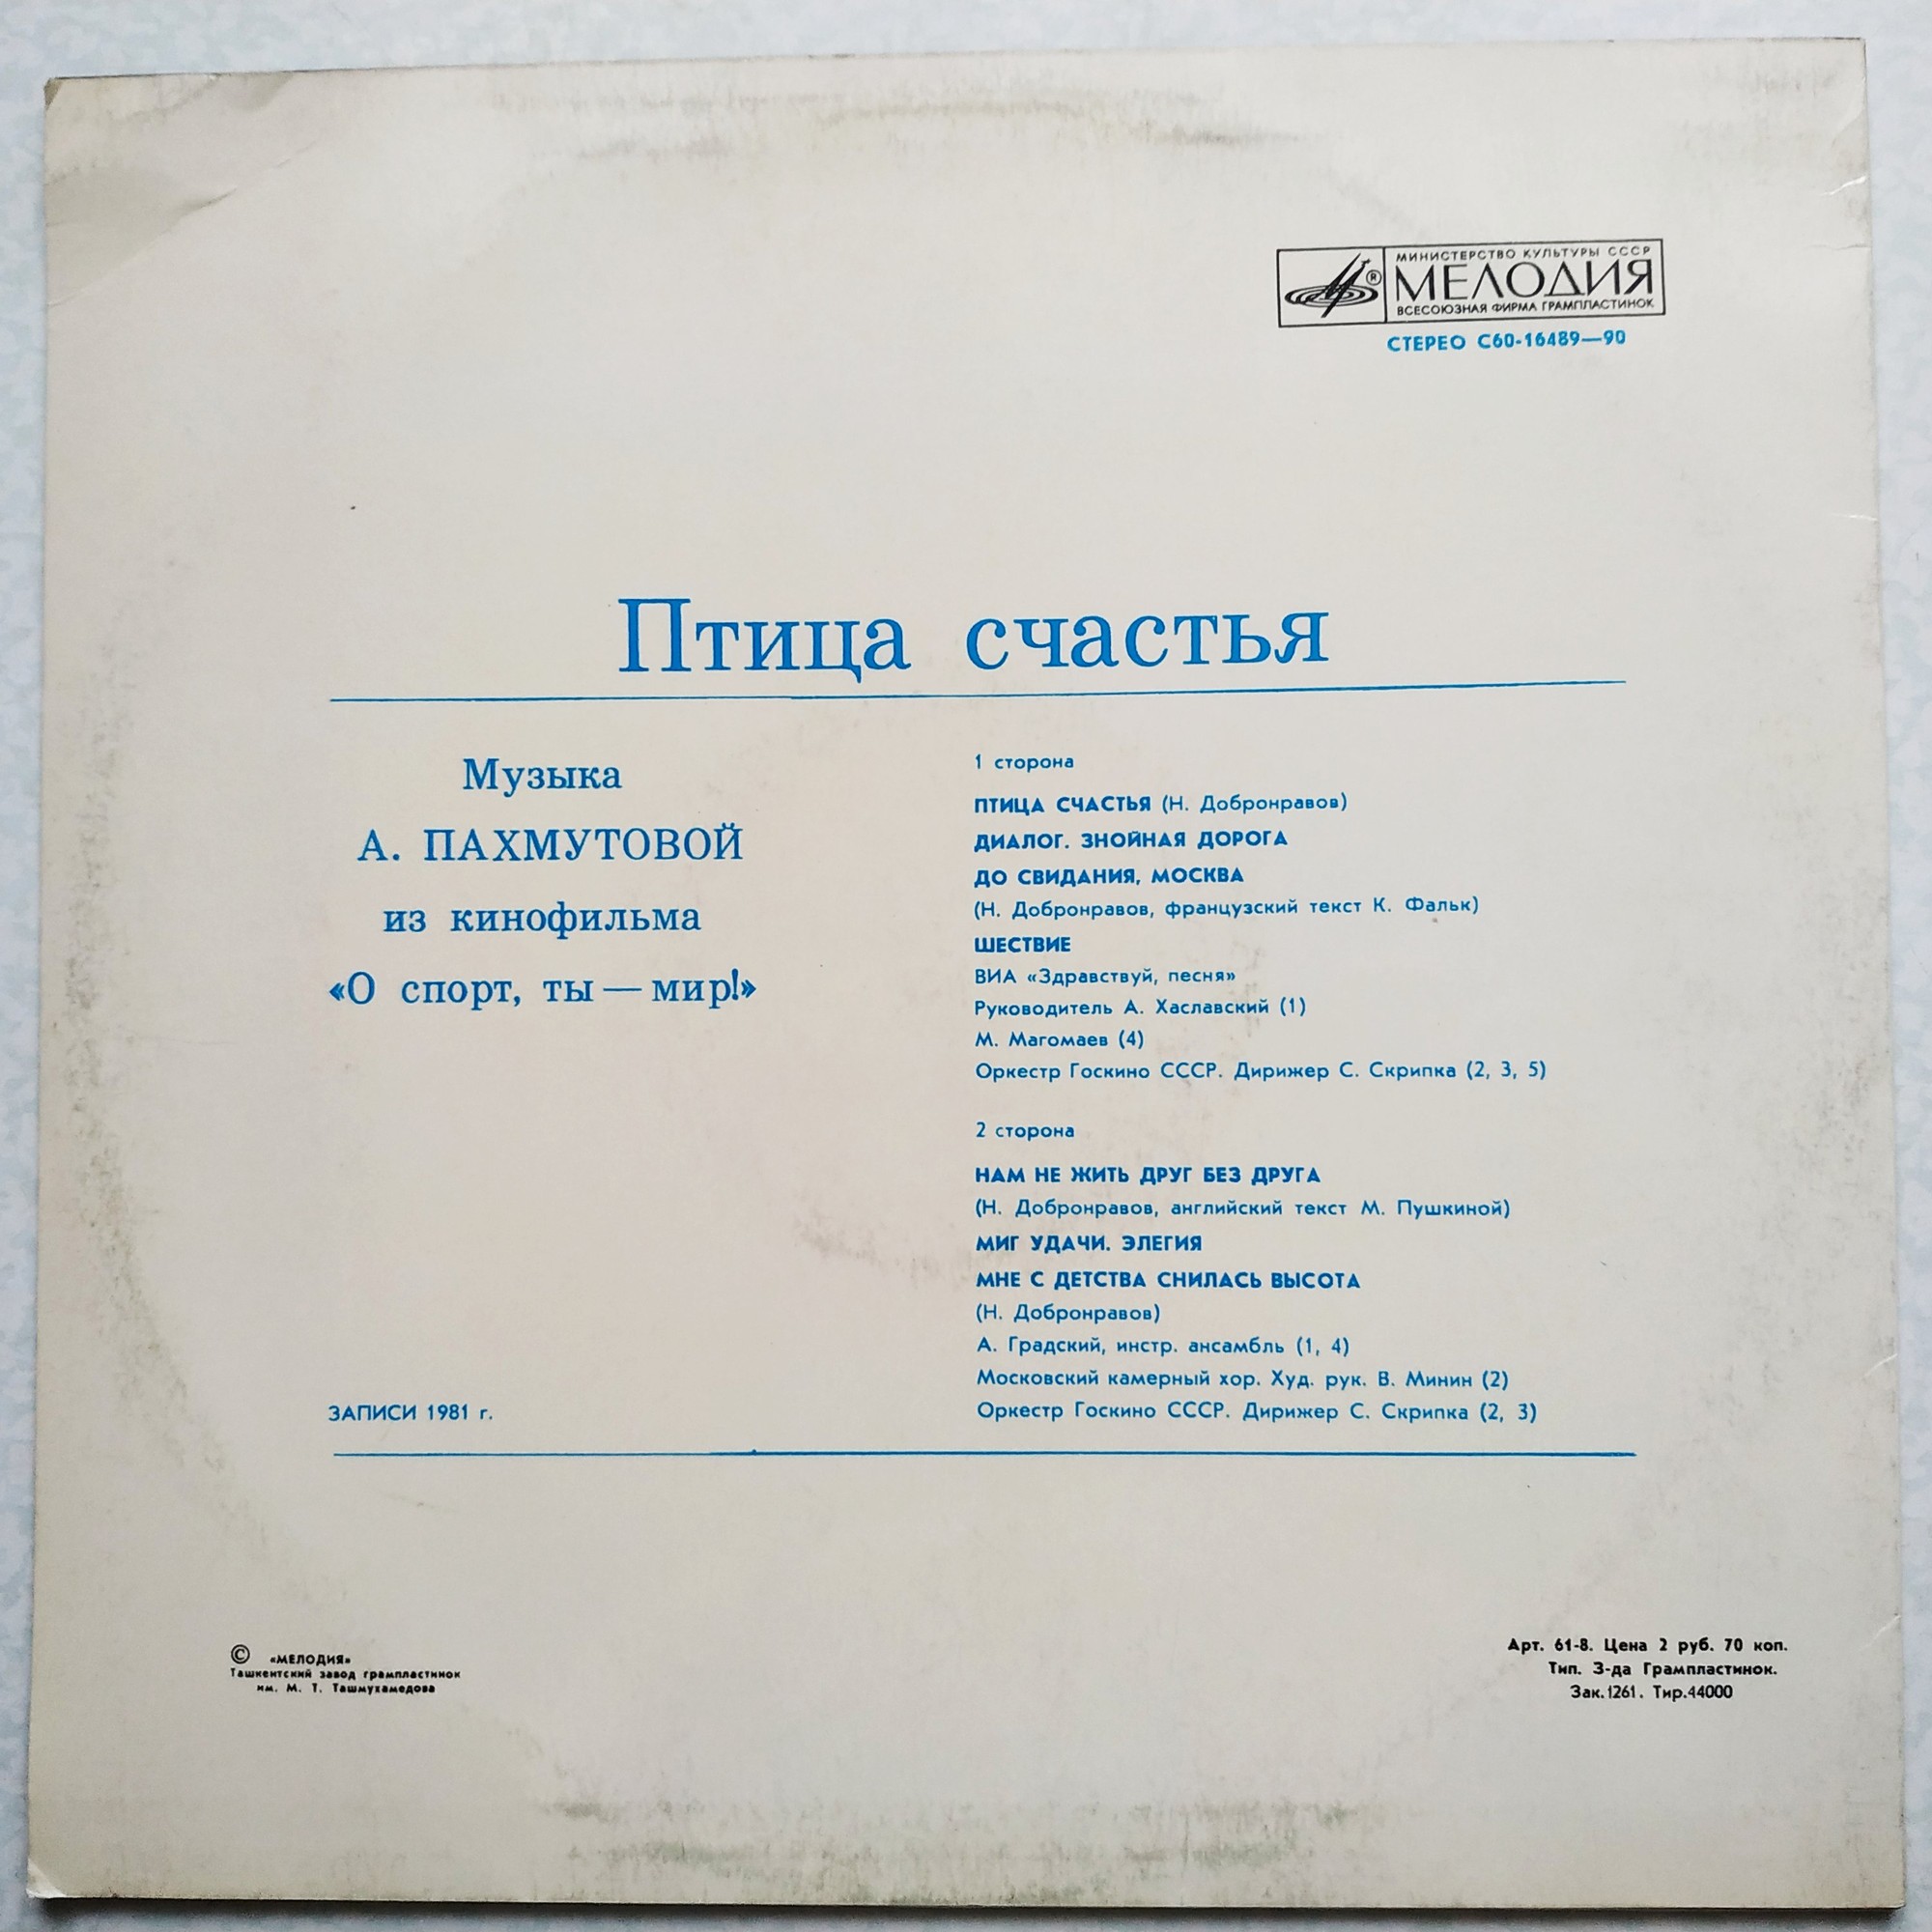 МИНИСТЕРСТВО КУЛЬТУРЫ СССР
МЕЛОДИЯ
®
ВСЕСОЮЗНАЯ ФИРМА ГРАМПЛАСТИНОК
СТЕРЕО С60-16489—90
Птица счастья
Музыка
А. ПАХМУТОВОЙ
из кинофильма
«О спорт, ты — мир!»
ЗАПИСИ 1981 г.
1 сторона
ПТИЦА СЧАСТЬЯ (Н. Добронравов)
ДИАЛОГ. ЗНОЙНАЯ ДОРОГА
ДО СВИДАНИЯ, МОСКВА
(Н. Добронравов, французский текст К. Фальк)
ШЕСТВИЕ
ВИА «Здравствуй, песня»
Руководитель А. Хаславский (1)
М. Магомаев (4)
Оркестр Госкино СССР. Дирижер С. Скрипка (2, 3, 5)
2 сторона
НАМ НЕ ЖИТЬ ДРУГ БЕЗ ДРУГА
(Н. Добронравов, английский текст М. Пушкиной)
МИГ УДАЧИ. ЭЛЕГИЯ
МНЕ С ДЕТСТВА СНИЛАСЬ ВЫСОТА
(Н. Добронравов)
А. Градский, инстр. ансамбль (1, 4)
Московский камерный хор. Худ. рук. В. Минин (2)
Оркестр Госкино СССР. Дирижер С. Скрипка (2, 3)
© «МЕЛОДИЯ»
Ташкентский завод грампластинок
им. М. Т. Ташмухамедова
Арт. 61-8. Цена 2 руб. 70 коп.
Тип. З-да Грампластинок.
Зак.1261. Тир.44000